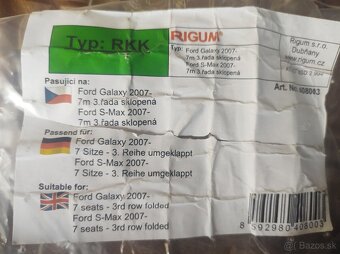 Typ: RKK
RIGUM®
Typ: Ford Galaxy 2007-
7m 3.řada sklopená
Ford S-Max 2007-
7m 3.řada sklopená
Rigum s.r.o.
Dubňany
www.rigum.cz
Art. No. 408003
Pasující na:
Ford Galaxy 2007-
7m 3.řada sklopená
Ford S-Max 2007-
7m 3.řada sklopená
Passend für:
Ford Galaxy 2007-
7 Sitze - 3. Reihe umgeklappt
Ford S-Max 2007-
7 Sitze - 3. Reihe umgeklappt
Suitable for:
Ford Galaxy 2007-
7 seats - 3rd row folded
Ford S-Max 2007-
7 seats - 3rd row folded
8 592980 408003
Bazos.sk